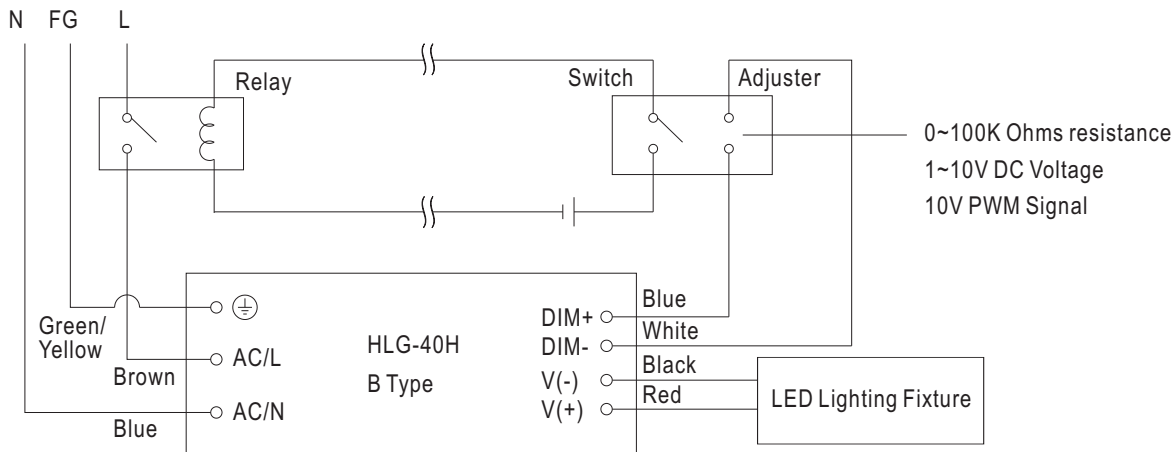 N FG L
Relay
Switch
Adjuster
0~100K Ohms resistance
1~10V DC Voltage
10V PWM Signal
Green/
Yellow
Brown
Blue
AC/L
AC/N
HLG-40H
B Type
DIM+
DIM-
V(-)
V(+)
Blue
White
Black
Red
LED Lighting Fixture